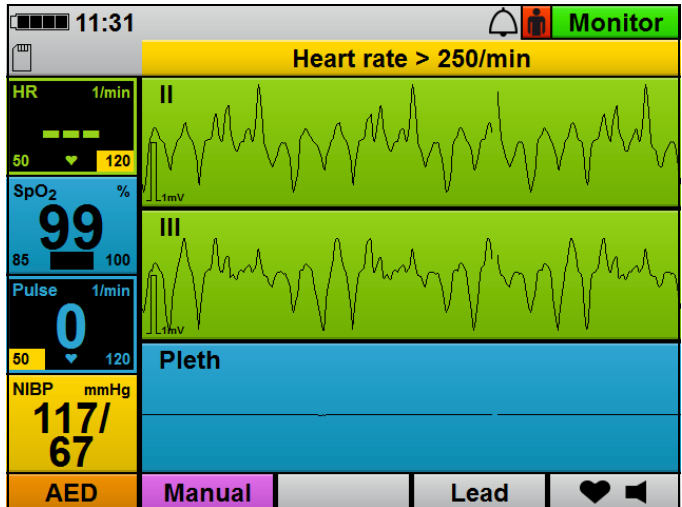 11:31
Monitor
Heart rate > 250/min
HR 1/min
---
50 120
II
1mV
SpO2 %
99
85 100
III
1mV
Pulse 1/min
0
50 120
Pleth
NIBP mmHg
117/
67
AED Manual Lead